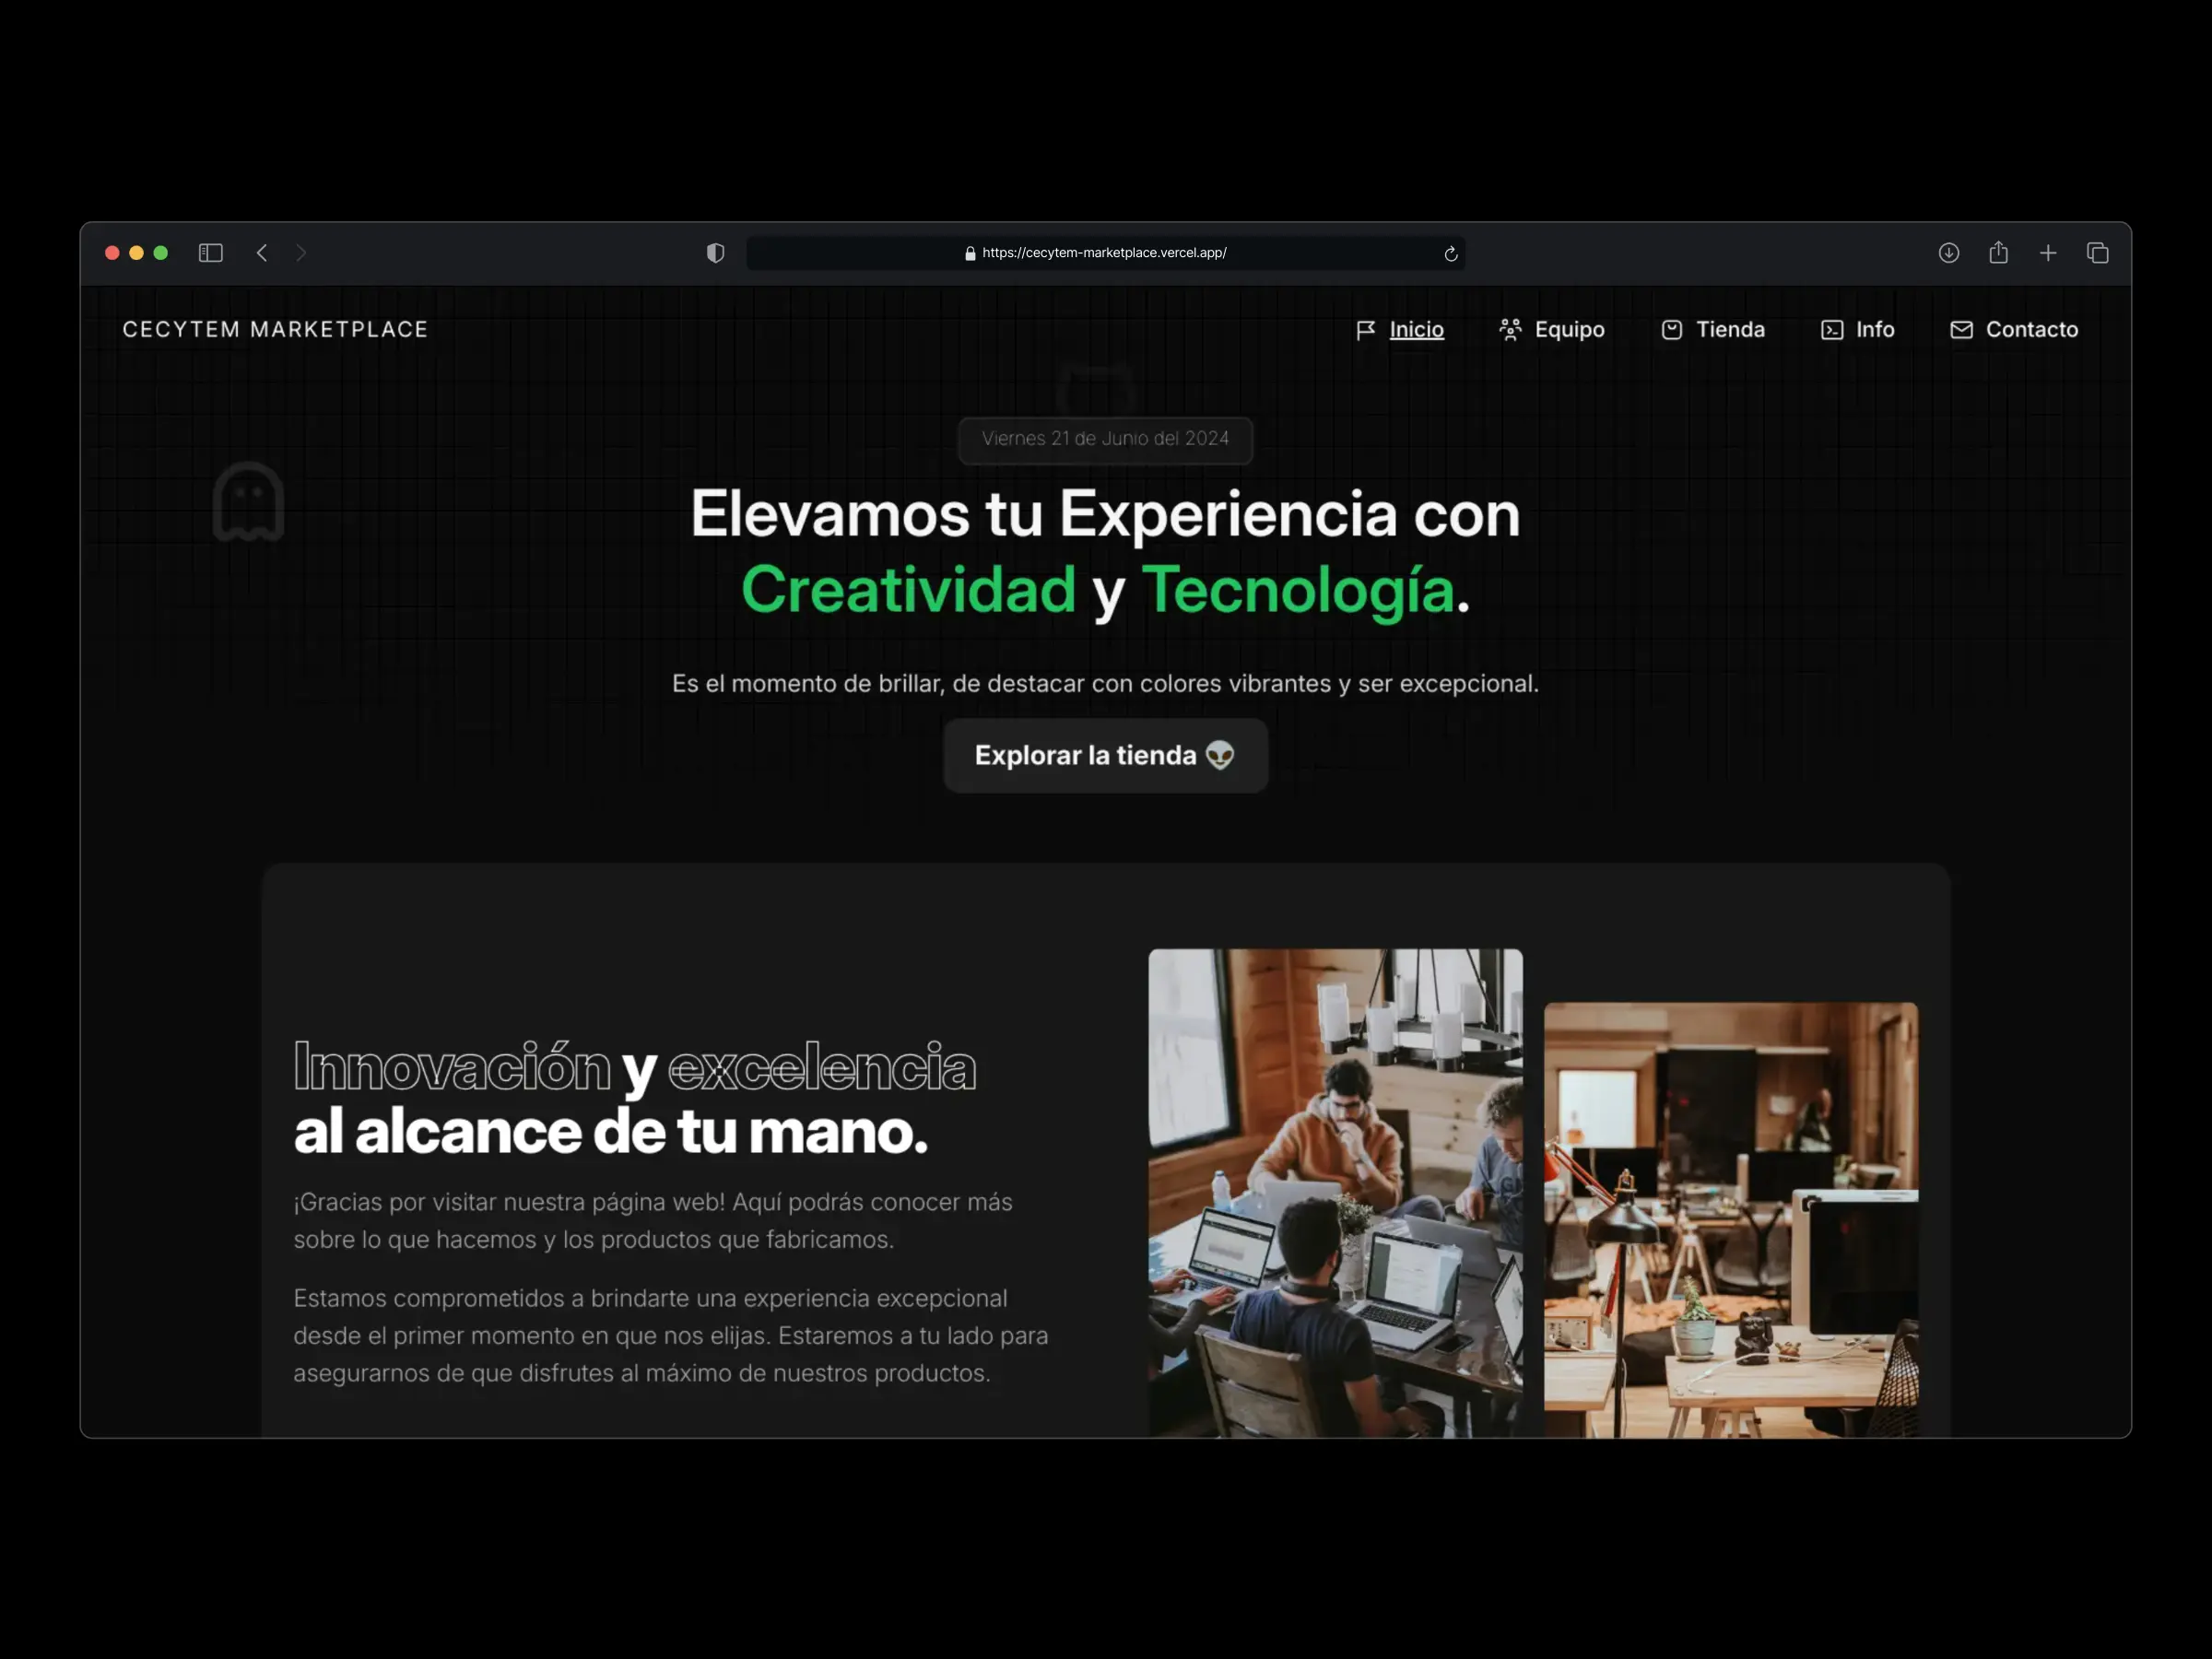 https://cecytem-marketplace.vercel.app/
CECYTEM MARKETPLACE
Inicio
Equipo
Tienda
Info
Contacto
Viernes 21 de Junio del 2024
Elevamos tu Experiencia con
Creatividad y Tecnología.
Es el momento de brillar, de destacar con colores vibrantes y ser excepcional.
Explorar la tienda 👽
Innovación y excelencia
al alcance de tu mano.
¡Gracias por visitar nuestra página web! Aquí podrás conocer más
sobre lo que hacemos y los productos que fabricamos.
Estamos comprometidos a brindarte una experiencia excepcional
desde el primer momento en que nos elijas. Estaremos a tu lado para
asegurarnos de que disfrutes al máximo de nuestros productos.